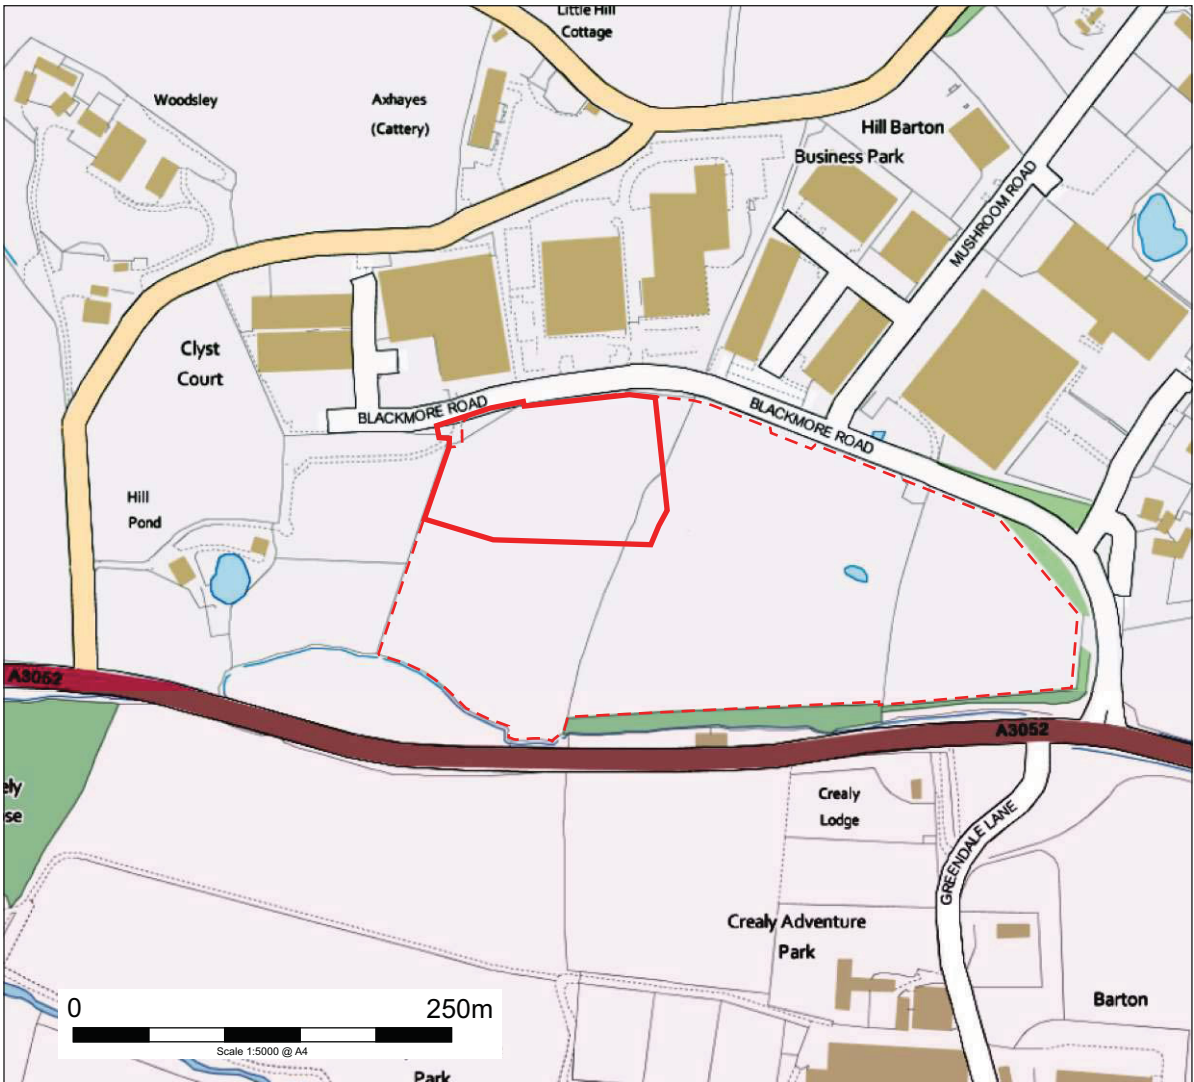 Little Hill
Cottage
Woodsley
Axhayes
(Cattery)
Hill Barton
Business Park
MUSHROOM ROAD
Clyst
Court
BLACKMORE ROAD
BLACKMORE ROAD
Hill
Pond
A3052
A3052
Crealy
Lodge
GREENDALE LANE
Crealy Adventure
Park
Barton
0
250m
Scale 1:5000 @ A4
Park